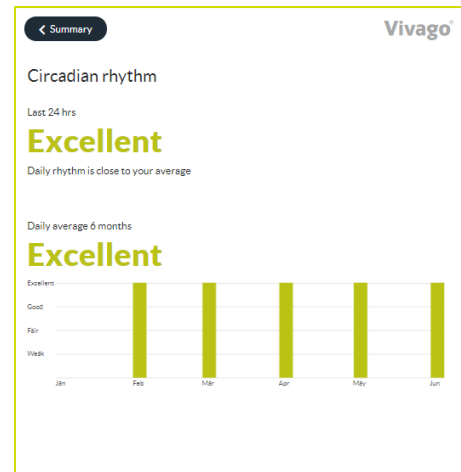 Summary
Vivago®
Circadian rhythm
Last 24 hrs
Excellent
Daily rhythm is close to your average
Daily average 6 months
Excellent
Excellent
Good
Fair
Weak
Jan Feb Mar Apr May Jun